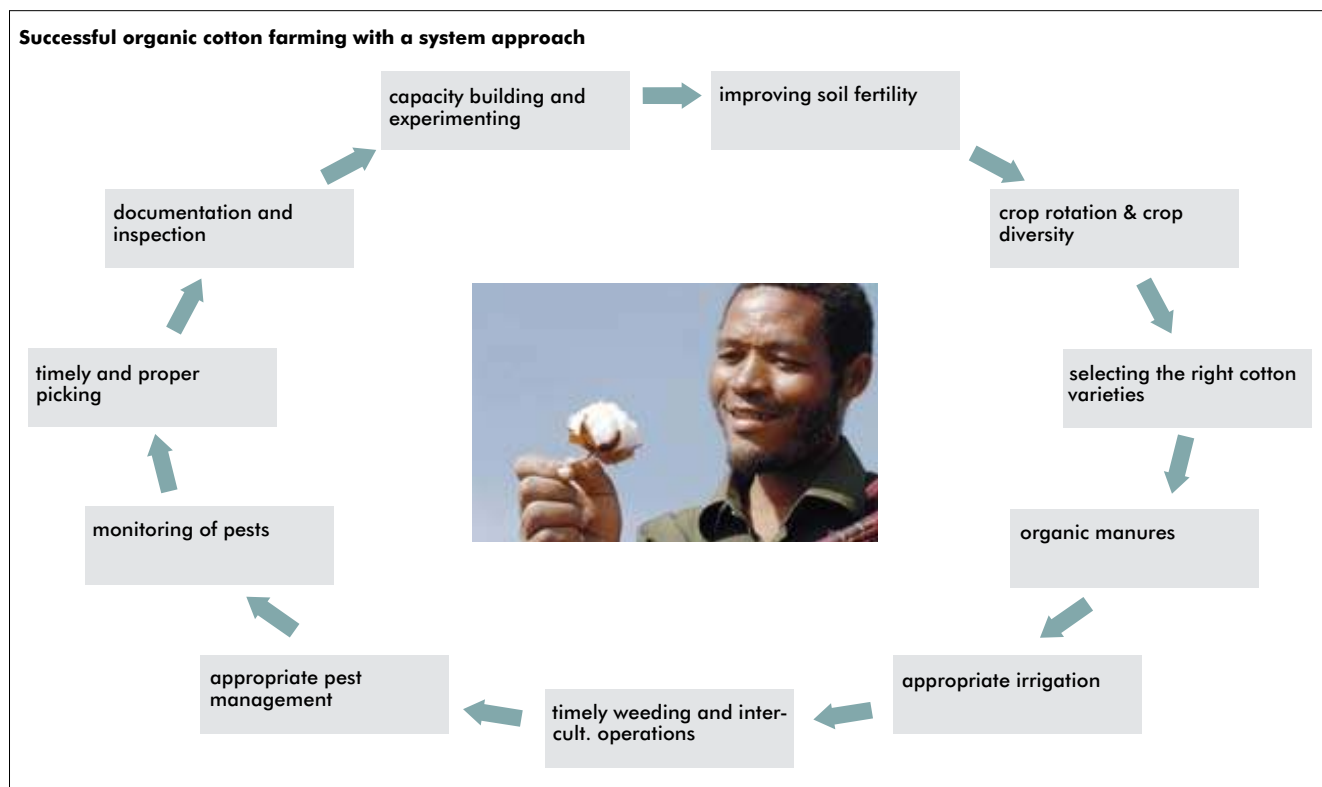 Successful organic cotton farming with a system approach
capacity building and
experimenting
improving soil fertility
crop rotation & crop
diversity
selecting the right cotton
varieties
organic manures
appropriate irrigation
timely weeding and inter-
cult. operations
appropriate pest
management
monitoring of pests
timely and proper
picking
documentation and
inspection